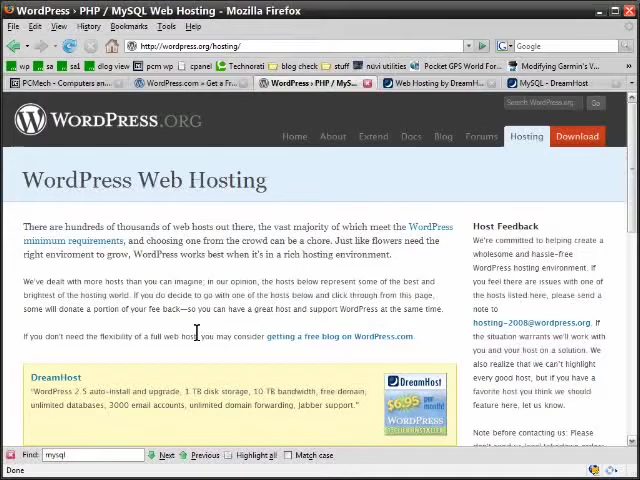 WordPress › PHP / MySQL Web Hosting - Mozilla Firefox
File Edit View History Bookmarks Tools Help
http://wordpress.org/hosting/
Google
wp sa1 sa2 dlog view pcm wp cpanel Technorati blog check stuff nüvi utilities Pocket GPS World For... Modifying Garmin's V...
PCMech - Computers an... WordPress.com » Get a Fr... WordPress › PHP / MyS... Web Hosting by DreamH... MySQL - DreamHost
WORDPRESS.ORG
Search WordPress.org Go
Home About Extend Docs Blog Forums Hosting Download
WordPress Web Hosting
There are hundreds of thousands of web hosts out there, the vast majority of which meet the WordPress
minimum requirements, and choosing one from the crowd can be a chore. Just like flowers need the
right enviroment to grow, WordPress works best when it's in a rich hosting environment.
We've dealt with more hosts than you can imagine; in our opinion, the hosts below represent some of the best and
brightest of the hosting world. If you do decide to go with one of the hosts below and click through from this page,
some will donate a portion of your fee back—so you can have a great host and support WordPress at the same time.
If you don't need the flexibility of a full web host, you may consider getting a free blog on WordPress.com.
DreamHost
"WordPress 2.5 auto-install and upgrade, 1 TB disk storage, 10 TB bandwidth, free domain,
unlimited databases, 3000 email accounts, unlimited domain forwarding, Jabber support."
DreamHost
$6.95 per month!
WORDPRESS
Host Feedback
We're committed to helping create a
wholesome and hassle-free
WordPress hosting environment. If
you are having issues with one of the
hosts listed here, please send a
note to
hosting-2008@wordpress.org. If
the situation warrants we'll work with
you and your host on a solution. We
also realize that we can't highlight
every good host, but if you have a
favorite host you think we should
feature here, let us know.
Note before contacting us: Please
Find: mysql Next Previous Highlight all Match case
Done